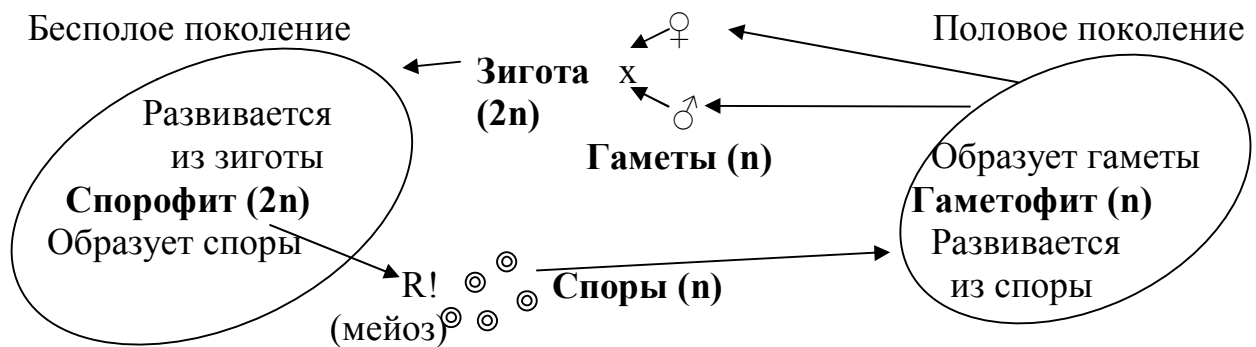 Бесполое поколение
Половое поколение
♀
Зигота x
(2n)
♂
Гаметы (n)
Развивается
из зиготы
Спорофит (2n)
Образует споры
Образует гаметы
Гаметофит (n)
Развивается
из споры
R!
(мейоз)
Споры (n)